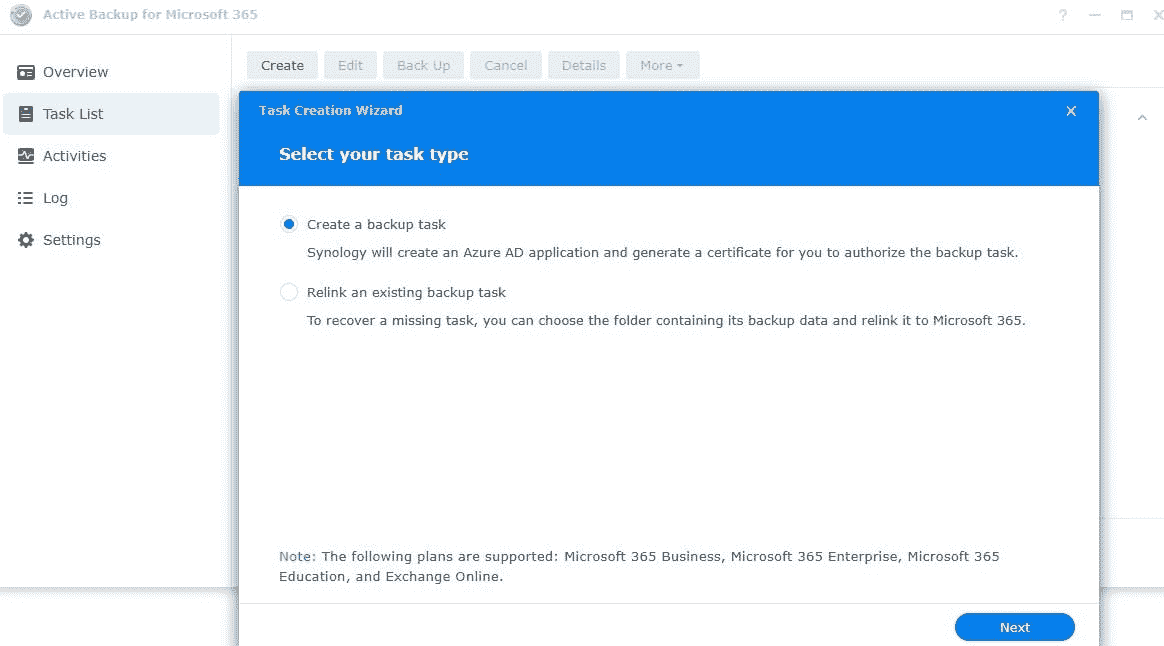 Active Backup for Microsoft 365
?
Overview
Task List
Activities
Log
Settings
Create Edit Back Up Cancel Details More
Task Creation Wizard
Select your task type
Create a backup task
Synology will create an Azure AD application and generate a certificate for you to authorize the backup task.
Relink an existing backup task
To recover a missing task, you can choose the folder containing its backup data and relink it to Microsoft 365.
Note: The following plans are supported: Microsoft 365 Business, Microsoft 365 Enterprise, Microsoft 365
Education, and Exchange Online.
Next